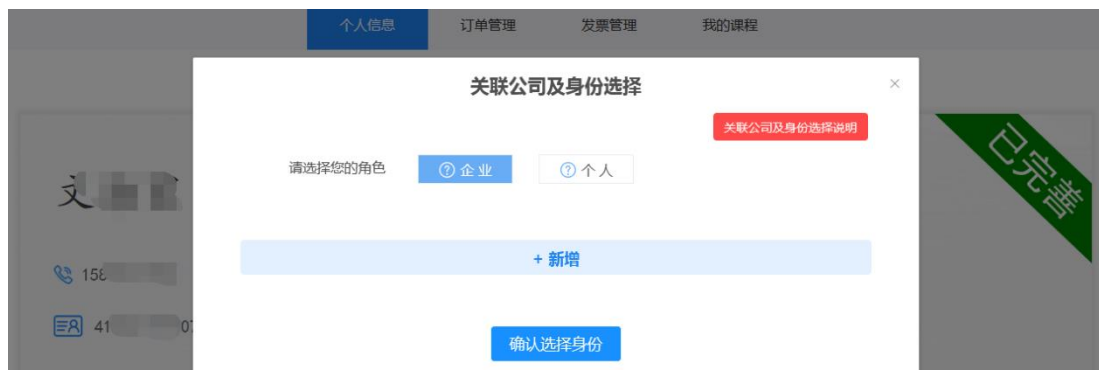 个人信息 订单管理 发票管理 我的课程
关联公司及身份选择
关联公司及身份选择说明
请选择您的角色 企业 个人
已完善
+ 新增
158
41 07
确认选择身份